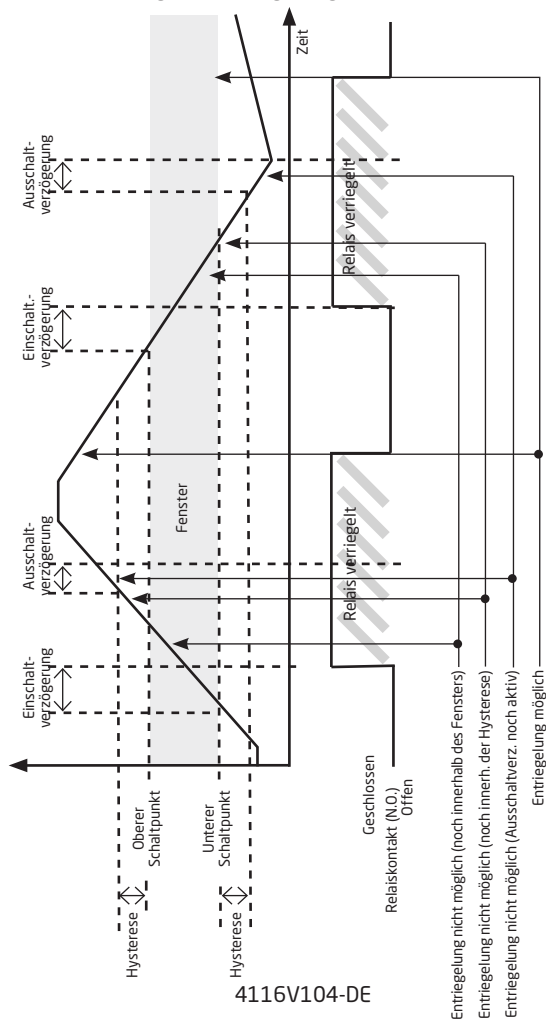 Zeit
Ausschalt-
verzögerung
Einschalt.-
verzögerung
Ausschalt-
verzögerung
Einschalt-
verzögerung
Fenster
Relais verriegelt
Relais verriegelt
Oberer
Schaltpunkt
Unterer
Schaltpunkt
Hysterese
Hysterese
Geschlossen
Relaiskontakt (N.O.)
Offen
Entriegelung nicht möglich (noch innerhalb des Fensters)
Entriegelung nicht möglich (noch innerh. der Hysterese)
Entriegelung nicht möglich (Ausschaltverz. noch aktiv)
Entriegelung möglich
4116V104-DE